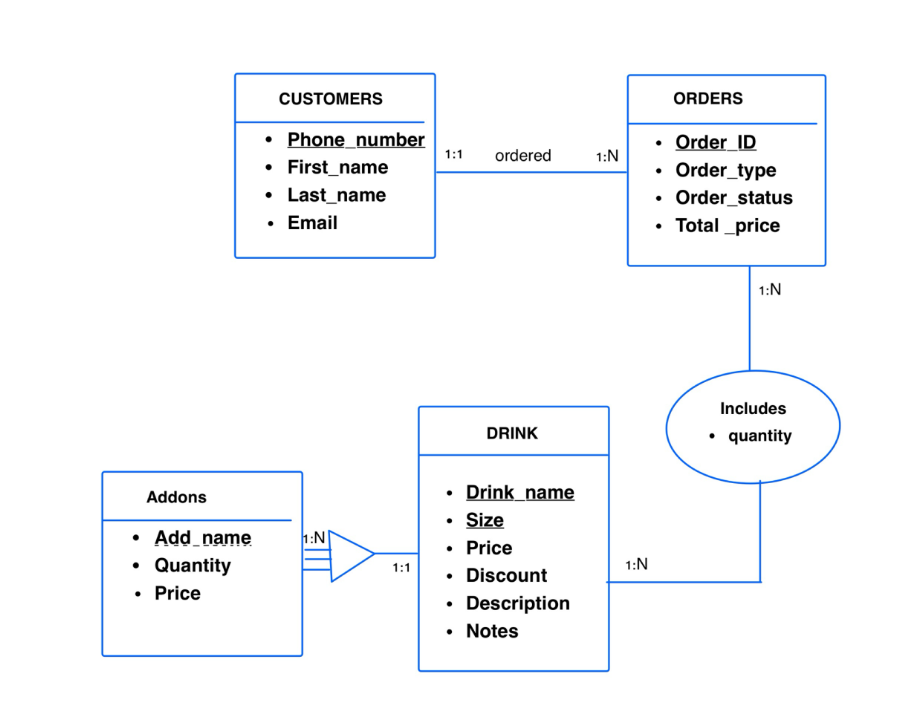 CUSTOMERS
• Phone_number
• First_name
• Last_name
• Email
1:1 ordered 1:N
ORDERS
• Order_ID
• Order_type
• Order_status
• Total _price
1:N
Includes
• quantity
1:N
DRINK
• Drink_name
• Size
• Price
• Discount
• Description
• Notes
1:1
1:N
Addons
• Add_name
• Quantity
• Price